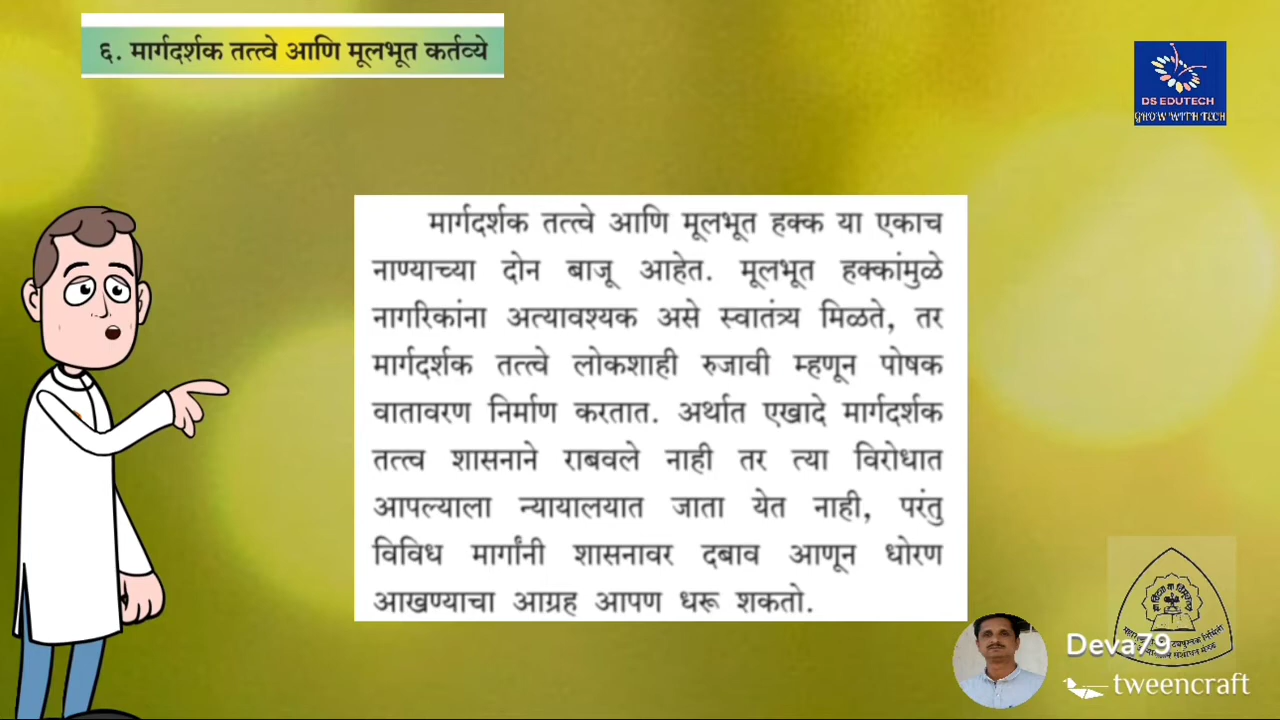 ६. मार्गदर्शक तत्त्वे आणि मूलभूत कर्तव्ये
DS EDUTECH
GROW WITH TECH
मार्गदर्शक तत्त्वे आणि मूलभूत हक्क या एकाच
नाण्याच्या दोन बाजू आहेत. मूलभूत हक्कांमुळे
नागरिकांना अत्यावश्यक असे स्वातंत्र्य मिळते, तर
मार्गदर्शक तत्त्वे लोकशाही रुजावी म्हणून पोषक
वातावरण निर्माण करतात. अर्थात एखादे मार्गदर्शक
तत्त्व शासनाने राबवले नाही तर त्या विरोधात
आपल्याला न्यायालयात जाता येत नाही, परंतु
विविध मार्गांनी शासनावर दबाव आणून धोरण
आखण्याचा आग्रह आपण धरू शकतो.
Deva79
tweencraft